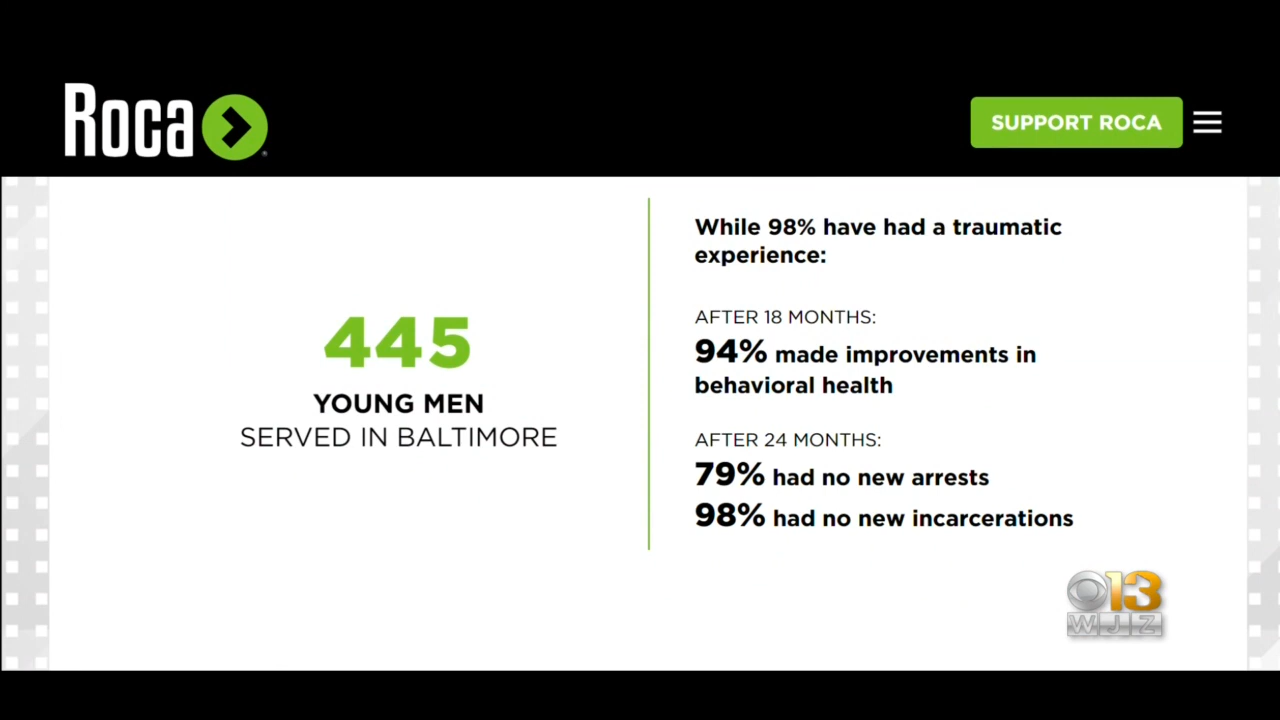 Roca
SUPPORT ROCA
445
YOUNG MEN
SERVED IN BALTIMORE
While 98% have had a traumatic
experience:
AFTER 18 MONTHS:
94% made improvements in
behavioral health
AFTER 24 MONTHS:
79% had no new arrests
98% had no new incarcerations
13
WJZ